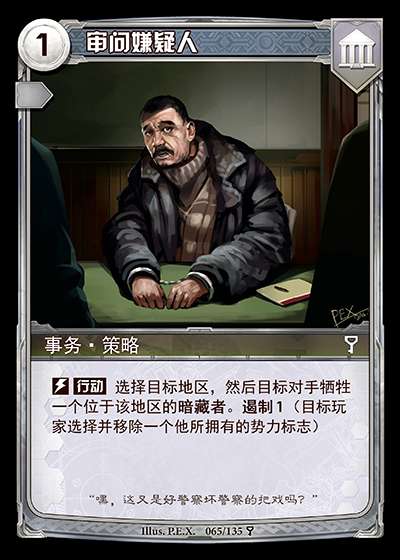 1
审问嫌疑人
P.E.X
事务·策略
行动 选择目标地区，然后目标对手牺牲
一个位于该地区的暗藏者。遏制1（目标玩
家选择并移除一个他所拥有的势力标志）
“嘿，这又是好警察坏警察的把戏吗？”
Illus. P.E.X. 065/135